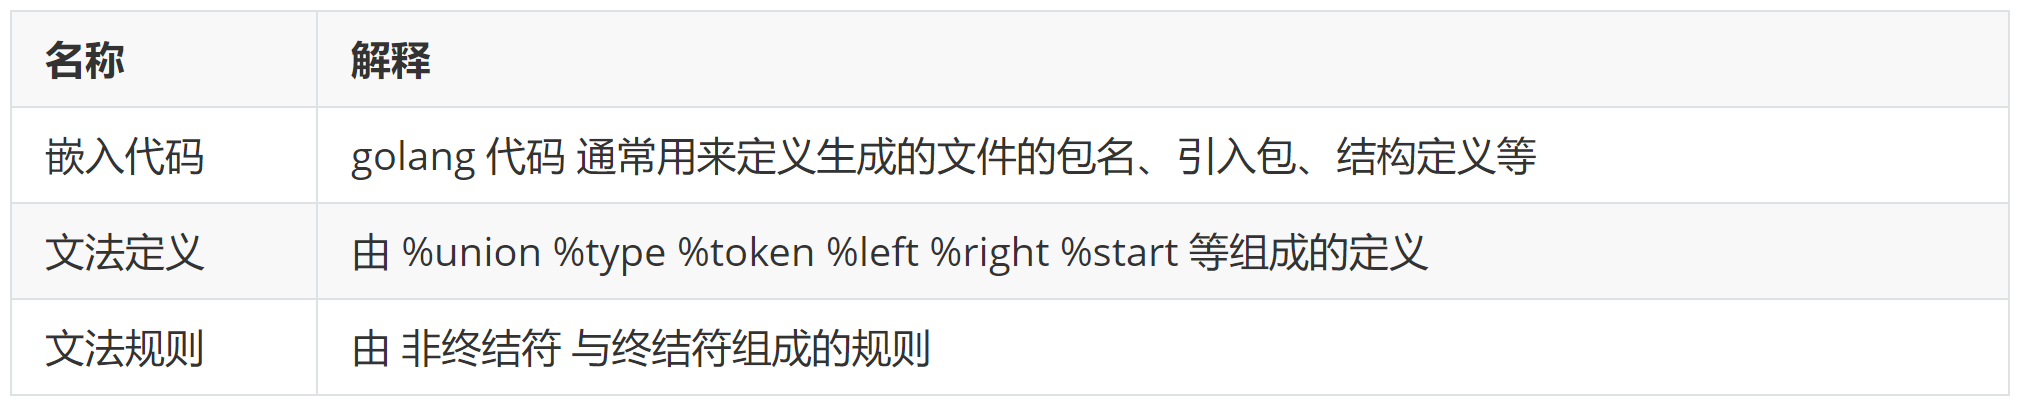 名称 解释
嵌入代码 golang 代码 通常用来定义生成的文件的包名、引入包、结构定义等
文法定义 由 %union %type %token %left %right %start 等组成的定义
文法规则 由 非终结符 与终结符组成的规则